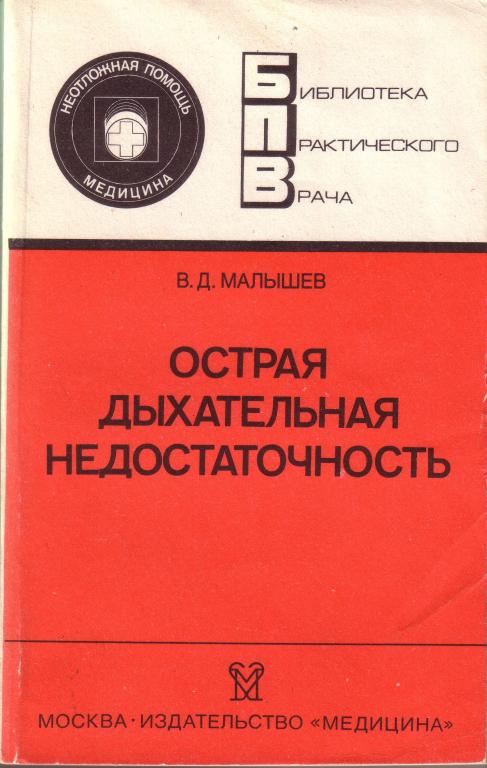 НЕОТЛОЖНАЯ ПОМОЩЬ
МЕДИЦИНА
БИБЛИОТЕКА
ПРАКТИЧЕСКОГО
ВРАЧА
В. Д. МАЛЫШЕВ
ОСТРАЯ
ДЫХАТЕЛЬНАЯ
НЕДОСТАТОЧНОСТЬ
МОСКВА · ИЗДАТЕЛЬСТВО «МЕДИЦИНА»